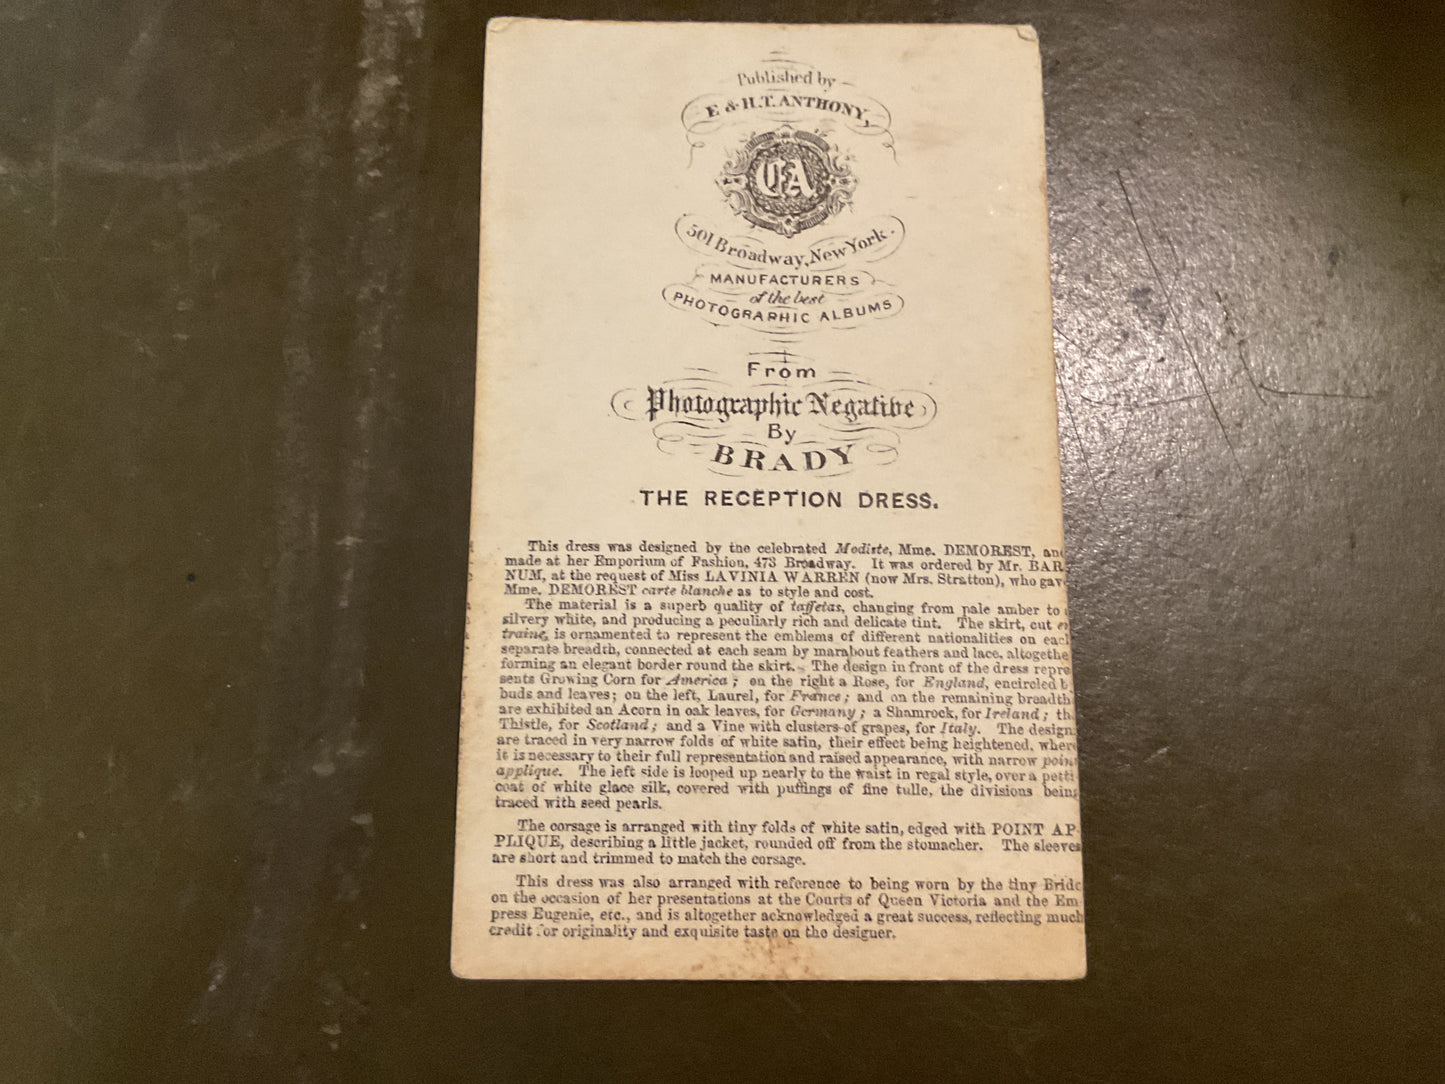 Published by
E & H.T. ANTHONY,
EA
501 Broadway, New York.
MANUFACTURERS
of the best
PHOTOGRAPHIC ALBUMS
From
Photographic Negative
By
BRADY
THE RECEPTION DRESS.
This dress was designed by the celebrated Modiste, Mme. DEMOREST, and
made at her Emporium of Fashion, 473 Broadway. It was ordered by Mr. BAR
NUM, at the request of Miss LAVINIA WARREN (now Mrs. Stratton), who gave
Mme. DEMOREST carte blanche as to style and cost.
The material is a superb quality of taffetas, changing from pale amber to
silvery white, and producing a peculiarly rich and delicate tint. The skirt, cut
traine, is ornamented to represent the emblems of different nationalities on each
separate breadth, connected at each seam by marabout feathers and lace, altogethe
forming an elegant border round the skirt. The design in front of the dress repre
sents Growing Corn for America; on the right a Rose, for England, encircled b
buds and leaves; on the left, Laurel, for France; and on the remaining breadth
are exhibited an Acorn in oak leaves, for Germany; a Shamrock, for Ireland; th
Thistle, for Scotland; and a Vine with clusters of grapes, for Italy. The design
are traced in very narrow folds of white satin, their effect being heightened, where
it is necessary to their full representation and raised appearance, with narrow point
applique. The left side is looped up nearly to the waist in regal style, over a petti
coat of white glace silk, covered with puffings of fine tulle, the divisions being
traced with seed pearls.
The corsage is arranged with tiny folds of white satin, edged with POINT AP-
PLIQUE, describing a little jacket, rounded off from the stomacher. The sleeves
are short and trimmed to match the corsage.
This dress was also arranged with reference to being worn by the tiny Bride
on the occasion of her presentations at the Courts of Queen Victoria and the Em
press Eugenie, etc., and is altogether acknowledged a great success, reflecting much
credit for originality and exquisite taste on the designer.